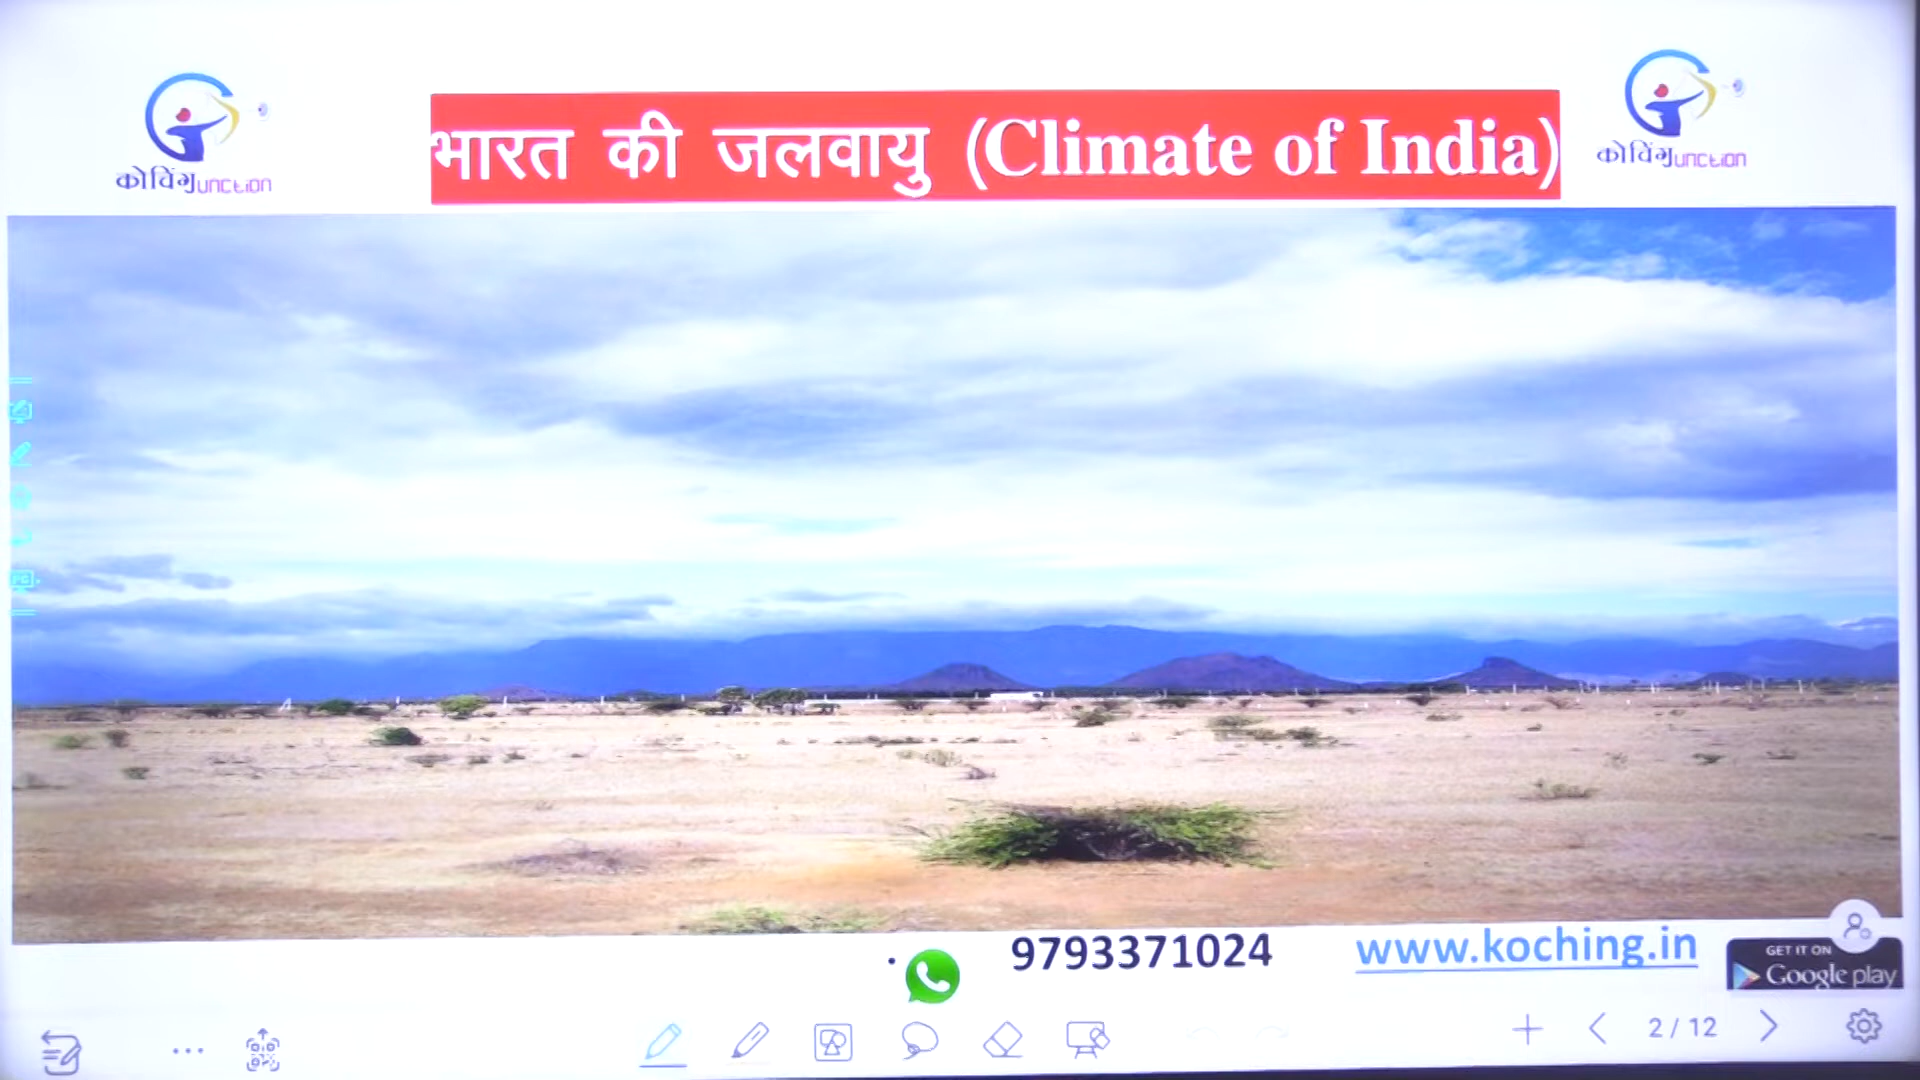 भारत की जलवायु (Climate of India)
कोचिंगJunction
कोचिंगJunction
9793371024
www.koching.in
GET IT ON
Google play
2 / 12